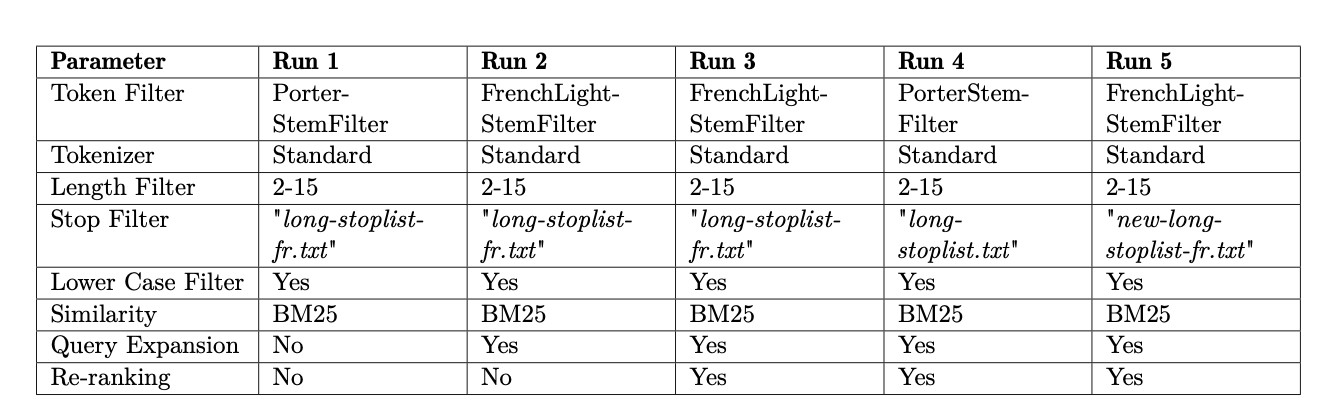 Parameter Run 1 Run 2 Run 3 Run 4 Run 5
Token Filter Porter- FrenchLight- FrenchLight- PorterStem- FrenchLight-
StemFilter StemFilter StemFilter Filter StemFilter
Tokenizer Standard Standard Standard Standard Standard
Length Filter 2-15 2-15 2-15 2-15 2-15
Stop Filter "long-stoplist- "long-stoplist- "long-stoplist- "long- "new-long-
fr.txt" fr.txt" fr.txt" stoplist.txt" stoplist-fr.txt"
Lower Case Filter Yes Yes Yes Yes Yes
Similarity BM25 BM25 BM25 BM25 BM25
Query Expansion No Yes Yes Yes Yes
Re-ranking No No Yes Yes Yes